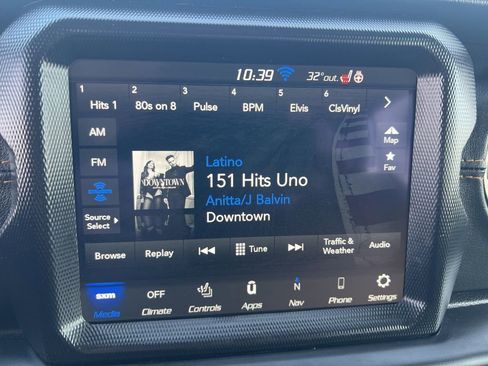 10:39 32°out.
1 2 3 4 5 6
Hits 1 80s on 8 Pulse BPM Elvis ClsVinyl
AM
Map
FM
Fav
Source
Select
DOWNTOWN
Latino
151 Hits Uno
Anitta/J Balvin
Downtown
Browse Replay Tune Traffic &
Weather Audio
sxm OFF N
Media Climate Controls Apps Nav Phone Settings